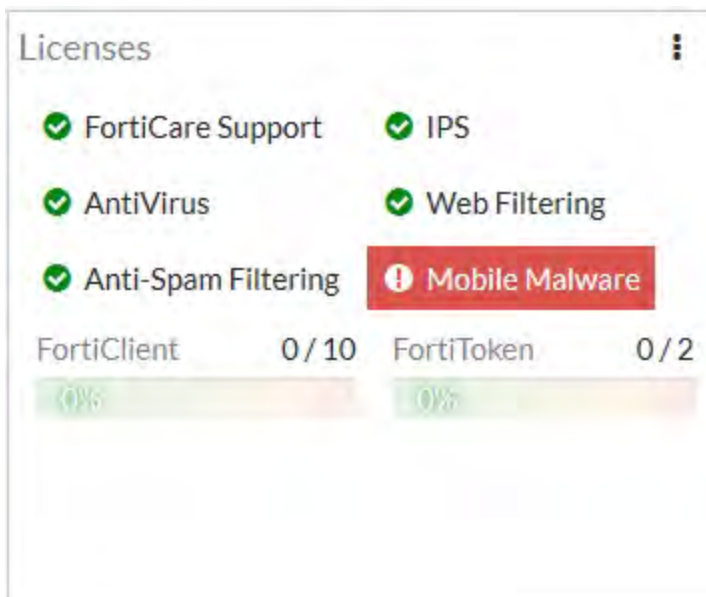 Licenses
FortiCare Support
IPS
AntiVirus
Web Filtering
Anti-Spam Filtering
Mobile Malware
FortiClient 0 / 10
FortiToken 0 / 2
0%
0%